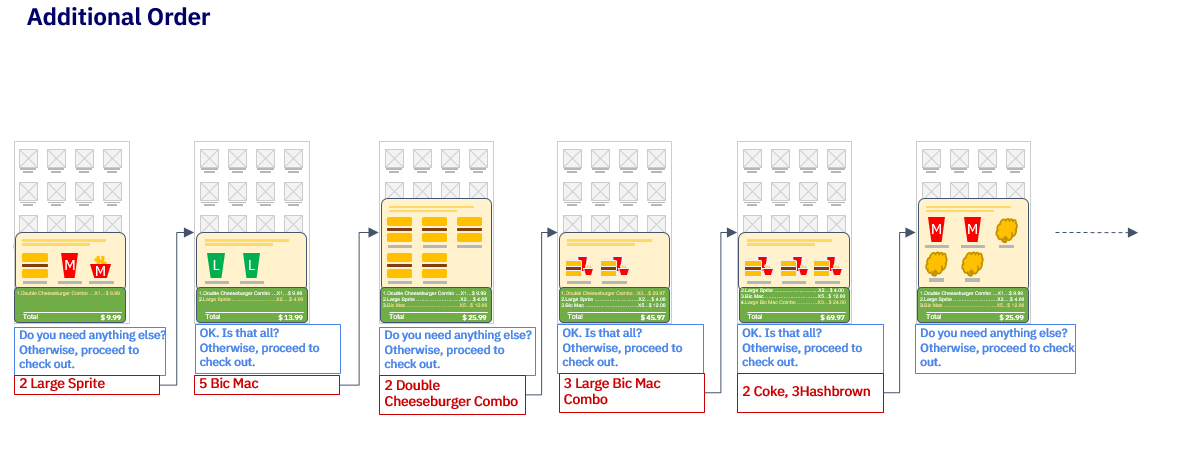 Additional Order
M
M
1.Double Cheeseburger Combo ... X1... $ 9.99
Total $ 9.99
Do you need anything else?
Otherwise, proceed to
check out.
2 Large Sprite
L
L
1.Double Cheeseburger Combo ... X1... $ 9.99
2.Large Sprite ... X2... $ 4.00
Total $ 13.99
OK. Is that all?
Otherwise, proceed to
check out.
5 Bic Mac
1.Double Cheeseburger Combo ... X1... $ 9.99
2.Large Sprite ... X2... $ 4.00
3.Bic Mac ... X5... $ 12.00
Total $ 25.99
Do you need anything else?
Otherwise, proceed to
check out.
2 Double
Cheeseburger Combo
1.Double Cheeseburger Combo ... X3... $ 29.97
2.Large Sprite ... X2... $ 4.00
3.Bic Mac ... X5... $ 12.00
Total $ 45.97
OK. Is that all?
Otherwise, proceed to
check out.
3 Large Bic Mac
Combo
2.Large Sprite ... X2... $ 4.00
3.Bic Mac ... X5... $ 12.00
4.Large Bic Mac Combo ... X3... $ 24.00
Total $ 69.97
OK. Is that all?
Otherwise, proceed to
check out.
2 Coke, 3Hashbrown
M
M
1.Double Cheeseburger Combo ... X1... $ 9.99
2.Large Sprite ... X2... $ 4.00
3.Bic Mac ... X5... $ 12.00
Total $ 25.99
Do you need anything else?
Otherwise, proceed to check
out.